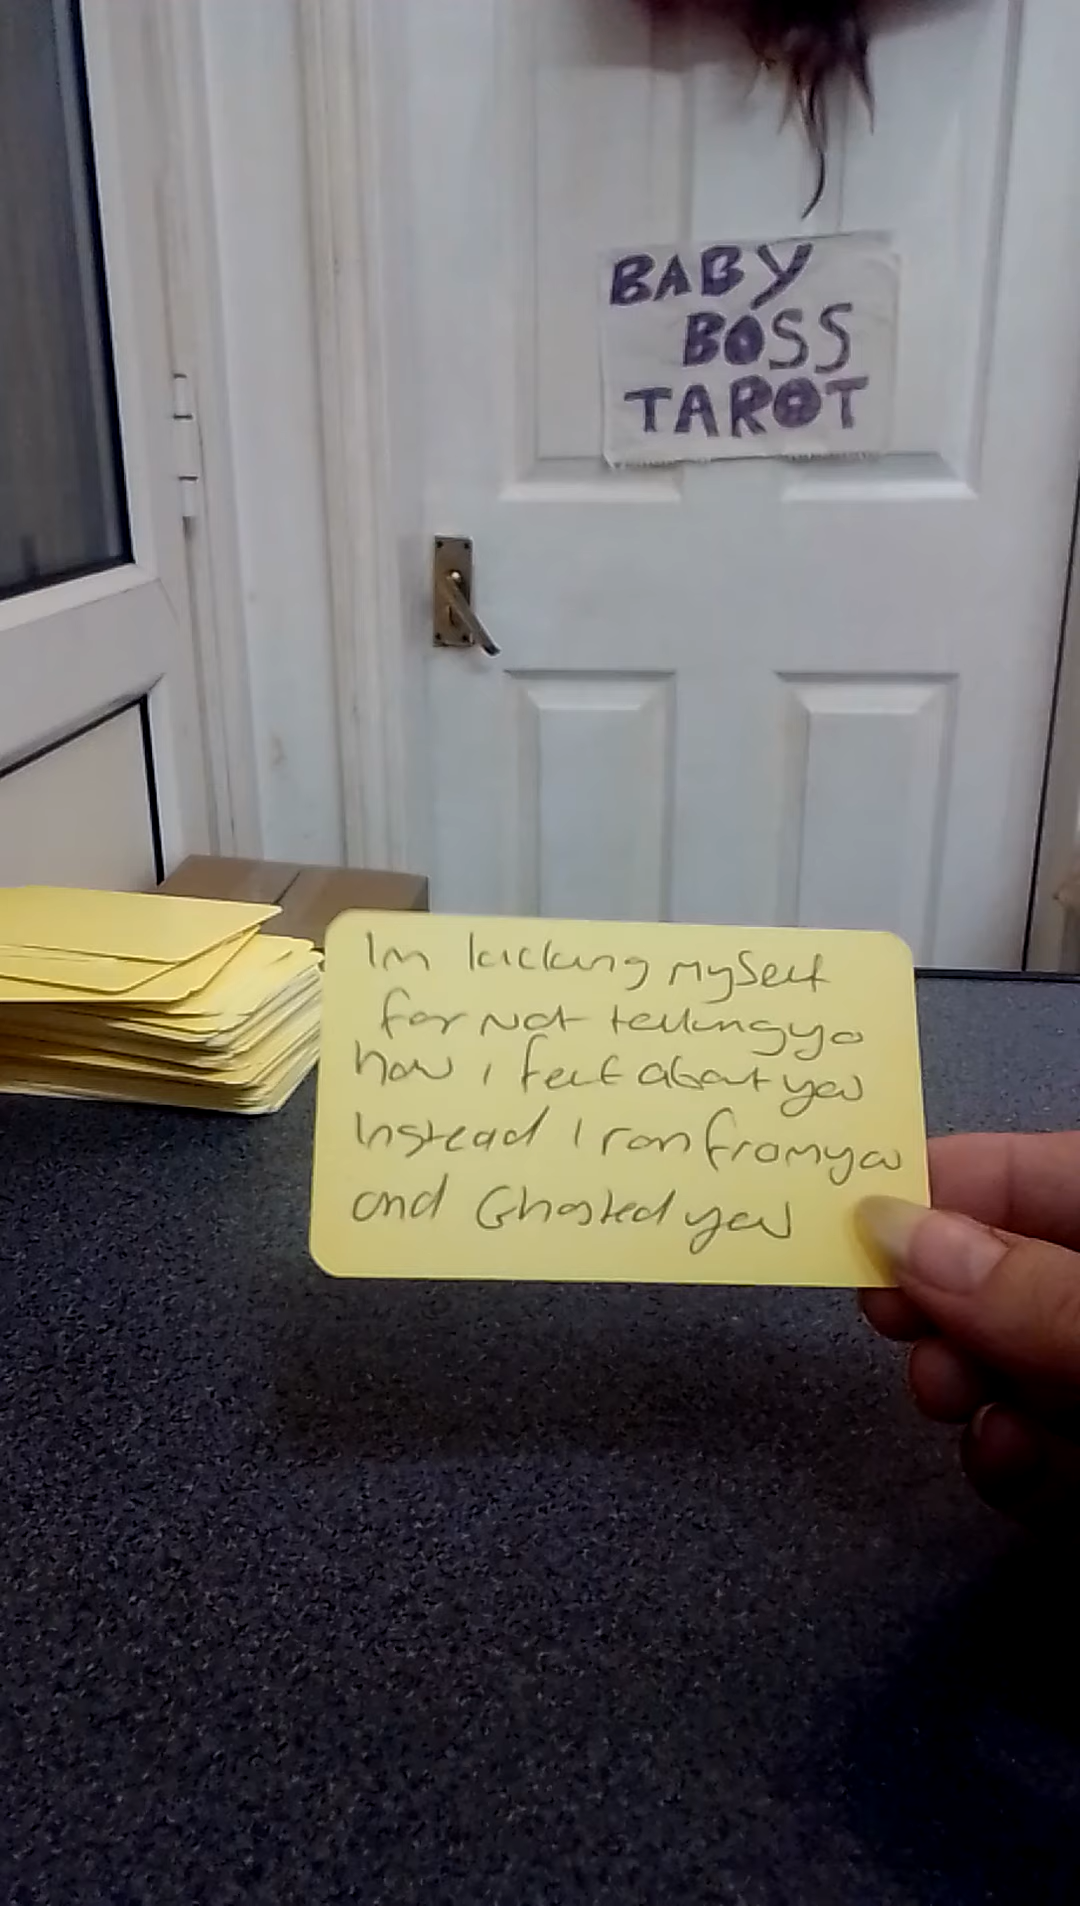 BABY
BOSS
TAROT
Im kicking myself
for Not telling yo
how i felt about you
Instead I ran from you
and Ghosted you